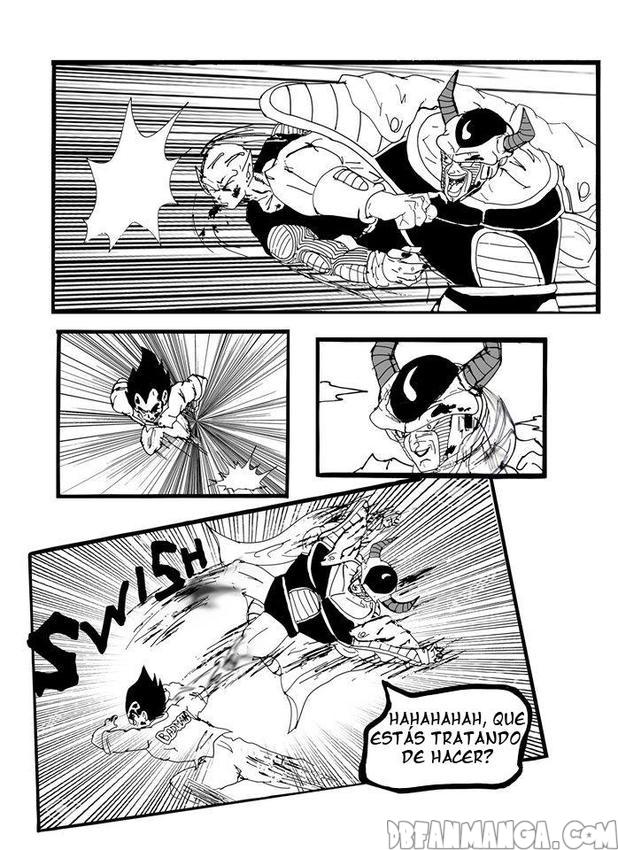 SWISH
HAHAHAHAH, QUE
ESTÁS TRATANDO
DE HACER?
DBFANMANGA.COM